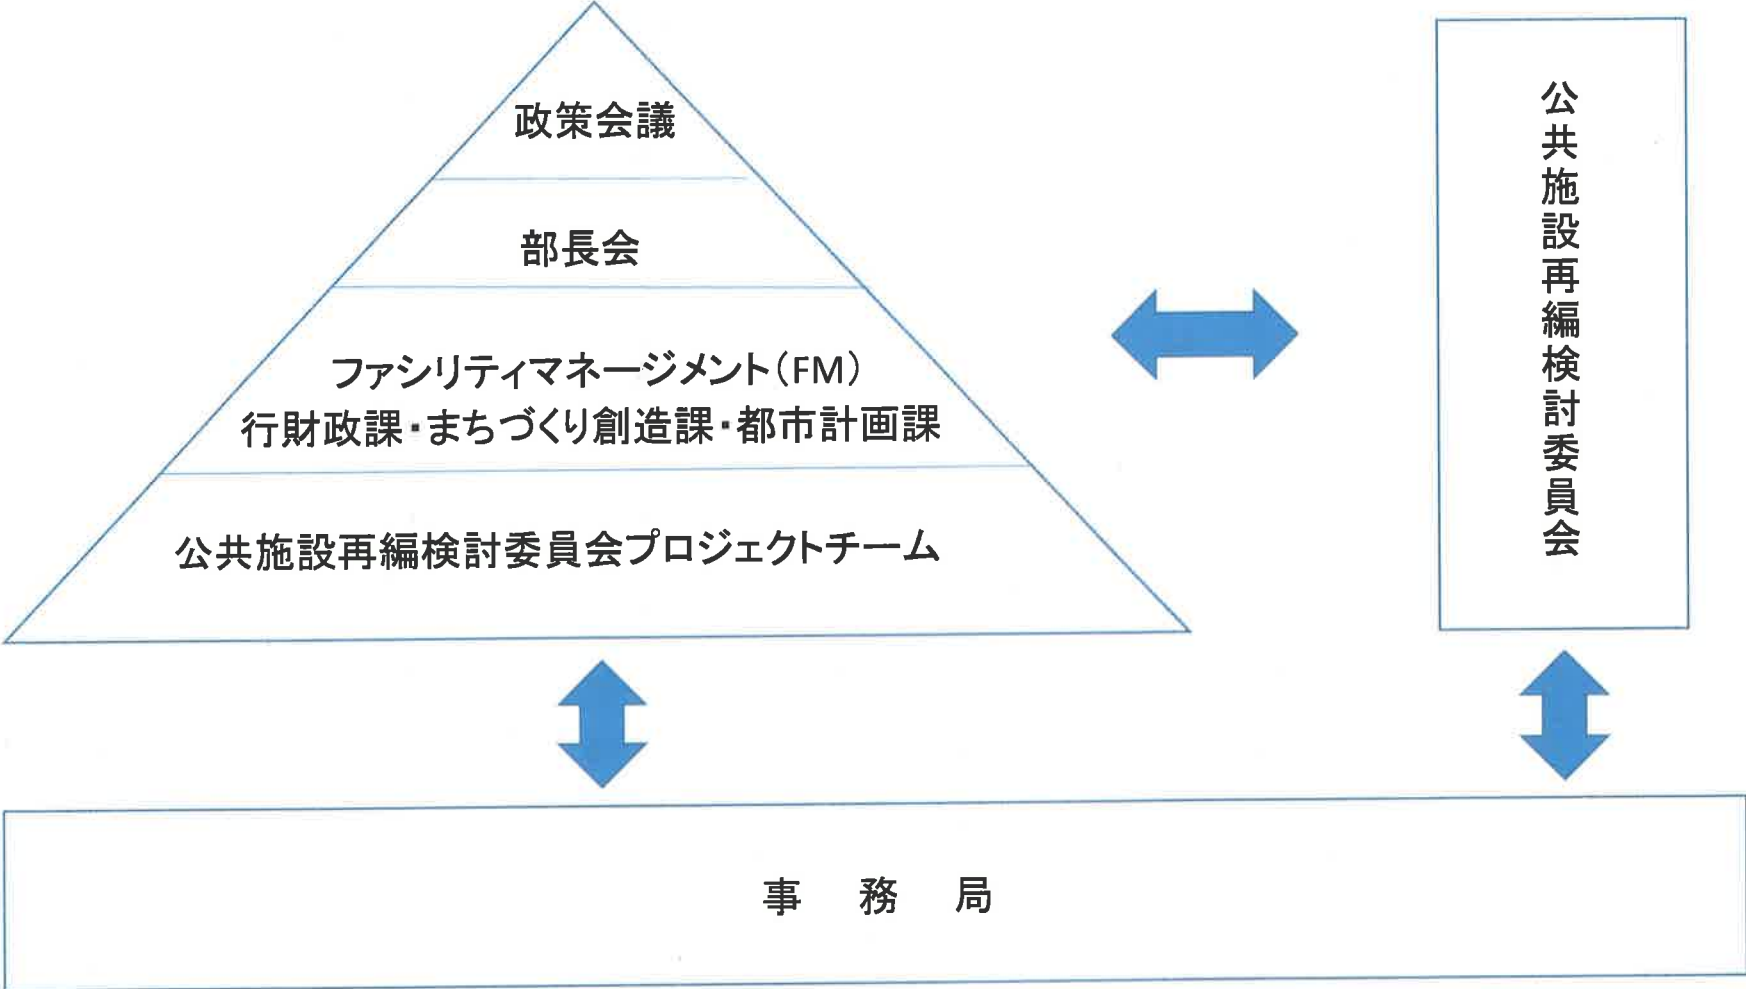 政策会議
部長会
ファシリティマネージメント(FM)
行財政課・まちづくり創造課・都市計画課
公共施設再編検討委員会プロジェクトチーム
公共施設再編検討委員会
事　務　局